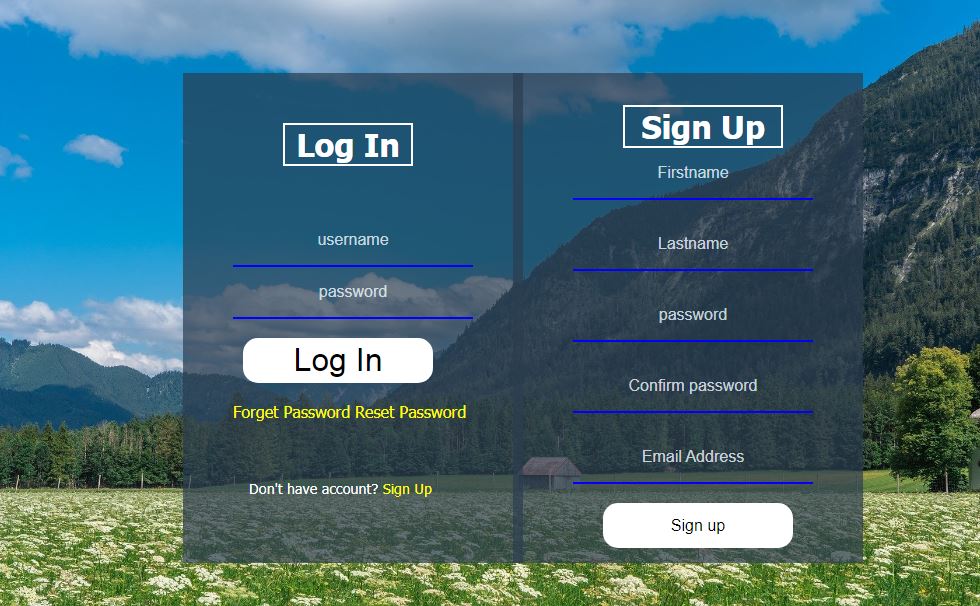 Log In
username
password
Log In
Forget Password Reset Password
Don't have account? Sign Up
Sign Up
Firstname
Lastname
password
Confirm password
Email Address
Sign up